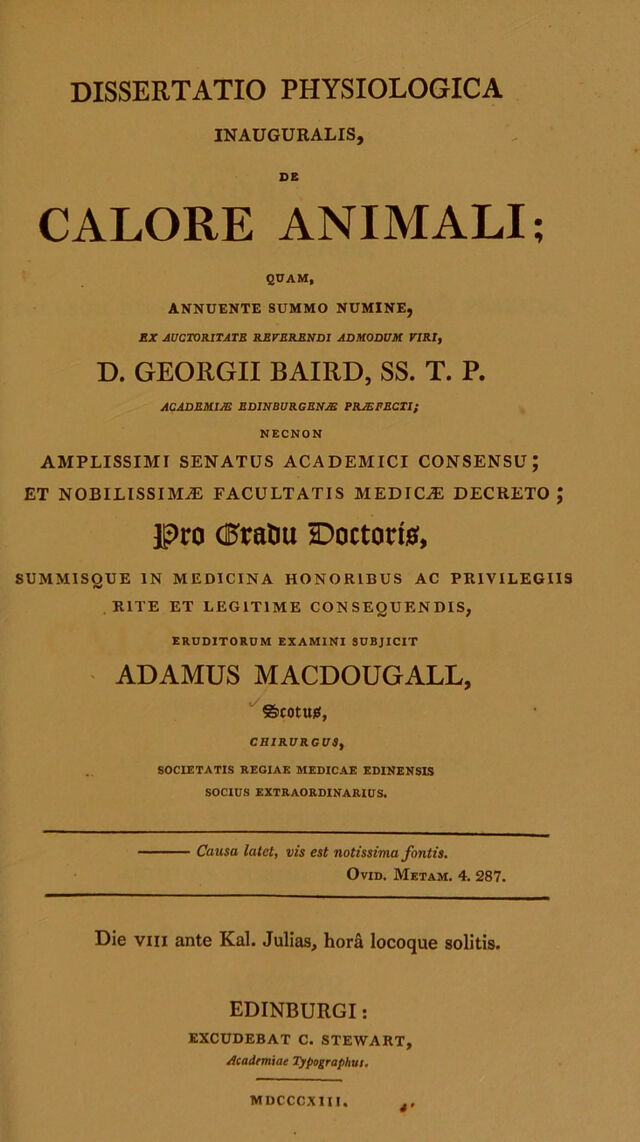 DISSERTATIO PHYSIOLOGICA
INAUGURALIS,
DE
CALORE ANIMALI;
QUAM,
ANNUENTE SUMMO NUMINE,
EX AUCTORITATE REVERENDI ADMODUM VIRI,
D. GEORGII BAIRD, SS. T. P.
ACADEMIÆ EDINBURGENÆ PRÆFECTI;
NECNON
AMPLISSIMI SENATUS ACADEMICI CONSENSU;
ET NOBILISSIMÆ FACULTATIS MEDICÆ DECRETO;
Pro Gradu Doctoris,
SUMMISQUE IN MEDICINA HONORIBUS AC PRIVILEGIIS
RITE ET LEGITIME CONSEQUENDIS,
ERUDITORUM EXAMINI SUBJICIT
ADAMUS MACDOUGALL,
Scotus,
CHIRURGUS,
SOCIETATIS REGIAE MEDICAE EDINENSIS
SOCIUS EXTRAORDINARIUS.
——— Causa latet, vis est notissima fontis.
OVID. METAM. 4. 287.
Die VIII ante Kal. Julias, horâ locoque solitis.
EDINBURGI:
EXCUDEBAT C. STEWART,
Academiae Typographus.
MDCCCXIII.